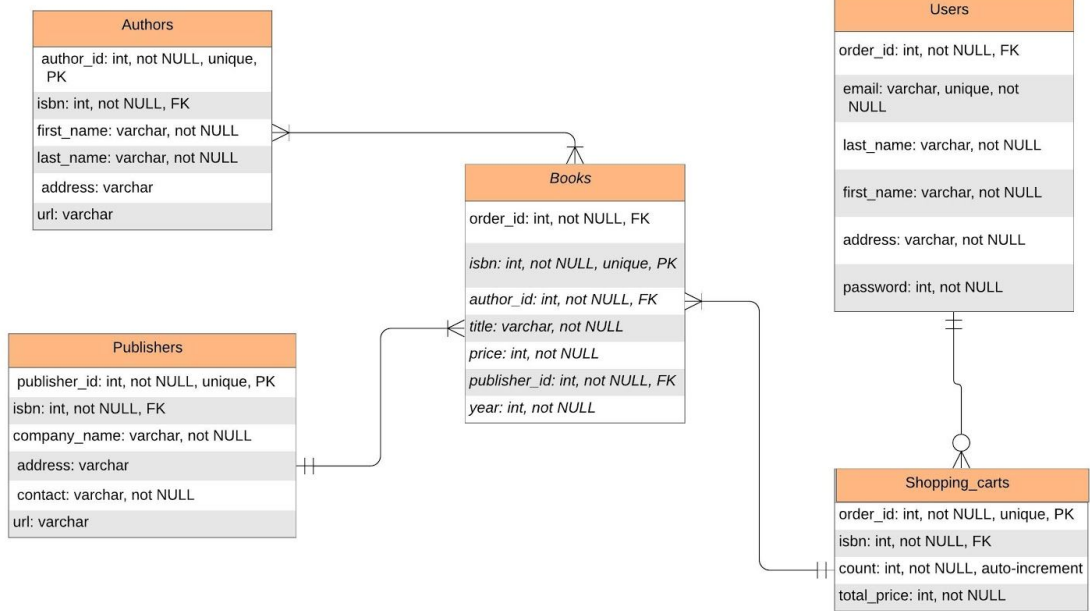 Authors
author_id: int, not NULL, unique,
PK
isbn: int, not NULL, FK
first_name: varchar, not NULL
last_name: varchar, not NULL
address: varchar
url: varchar
Users
order_id: int, not NULL, FK
email: varchar, unique, not
NULL
last_name: varchar, not NULL
first_name: varchar, not NULL
address: varchar, not NULL
password: int, not NULL
Books
order_id: int, not NULL, FK
isbn: int, not NULL, unique, PK
author_id: int, not NULL, FK
title: varchar, not NULL
price: int, not NULL
publisher_id: int, not NULL, FK
year: int, not NULL
Publishers
publisher_id: int, not NULL, unique, PK
isbn: int, not NULL, FK
company_name: varchar, not NULL
address: varchar
contact: varchar, not NULL
url: varchar
Shopping_carts
order_id: int, not NULL, unique, PK
isbn: int, not NULL, FK
count: int, not NULL, auto-increment
total_price: int, not NULL